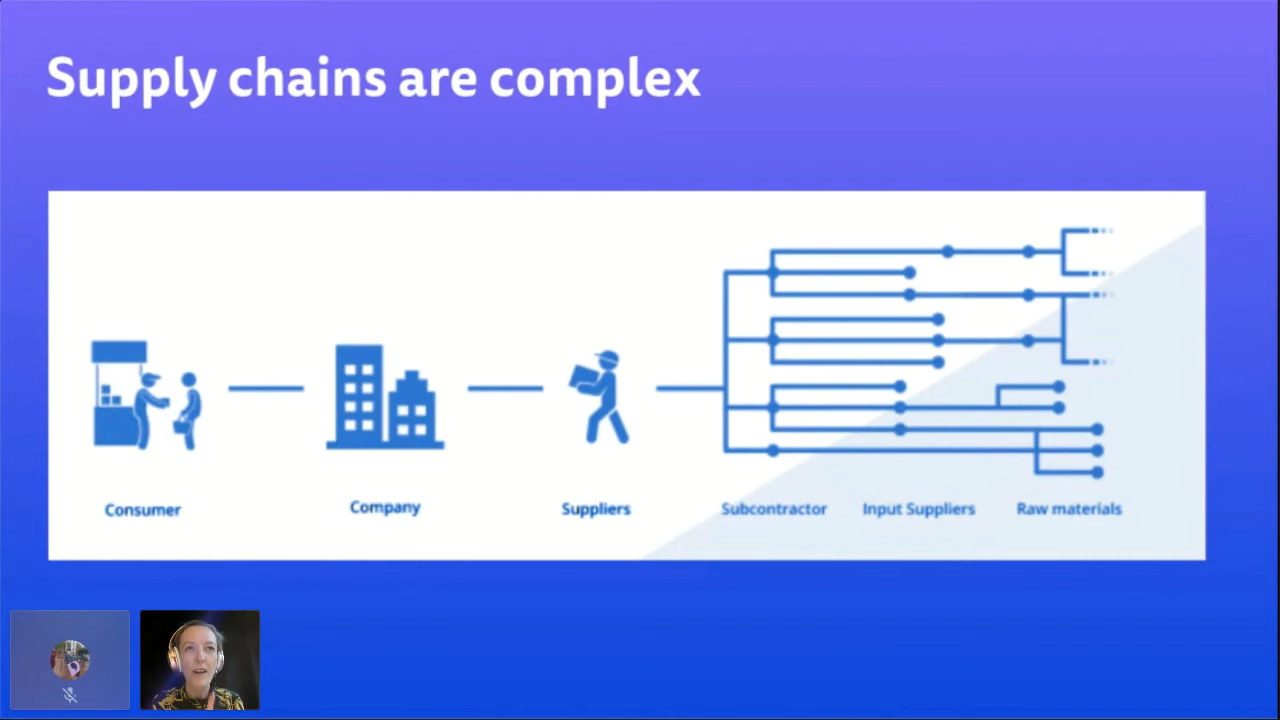 Supply chains are complex
Consumer
Company
Suppliers
Subcontractor
Input Suppliers
Raw materials